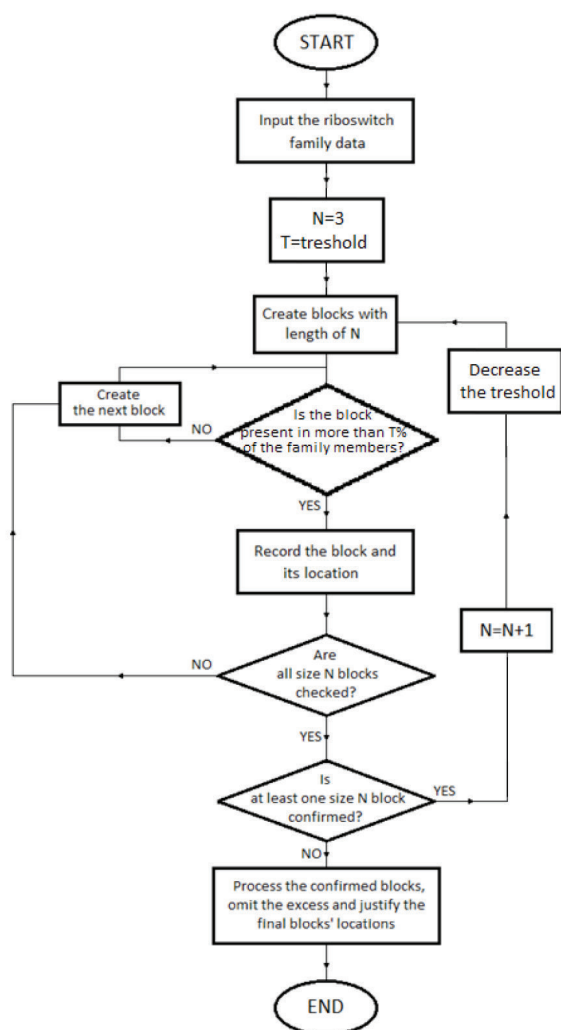 START
Input the riboswitch
family data
N=3
T=treshold
Create blocks with
length of N
Decrease
the treshold
Create
the next block
Is the block
present in more than T%
of the family members?
NO
YES
Record the block and
its location
N=N+1
NO
Are
all size N blocks
checked?
YES
Is
at least one size N block
confirmed?
YES
NO
Process the confirmed blocks,
omit the excess and justify the
final blocks' locations
END